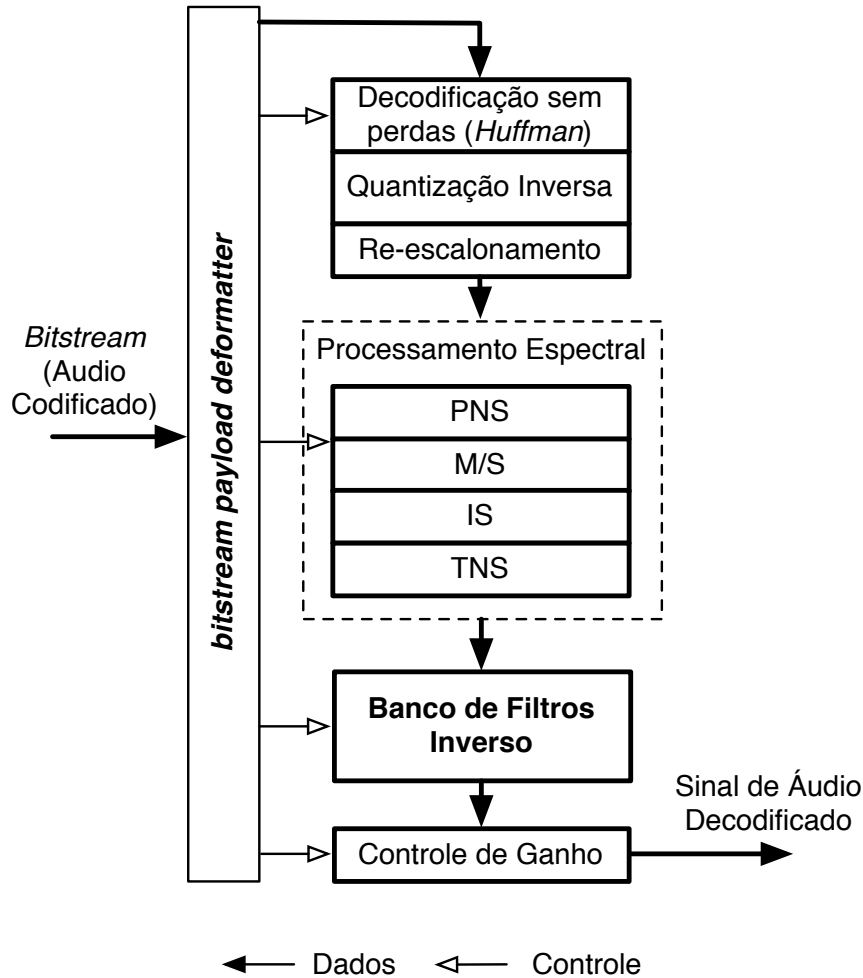 Bitstream
(Audio
Codificado)
bitstream payload deformatter
Decodificação sem
perdas (Huffman)
Quantização Inversa
Re-escalonamento
Processamento Espectral
PNS
M/S
IS
TNS
Banco de Filtros
Inverso
Controle de Ganho
Sinal de Áudio
Decodificado
Dados
Controle